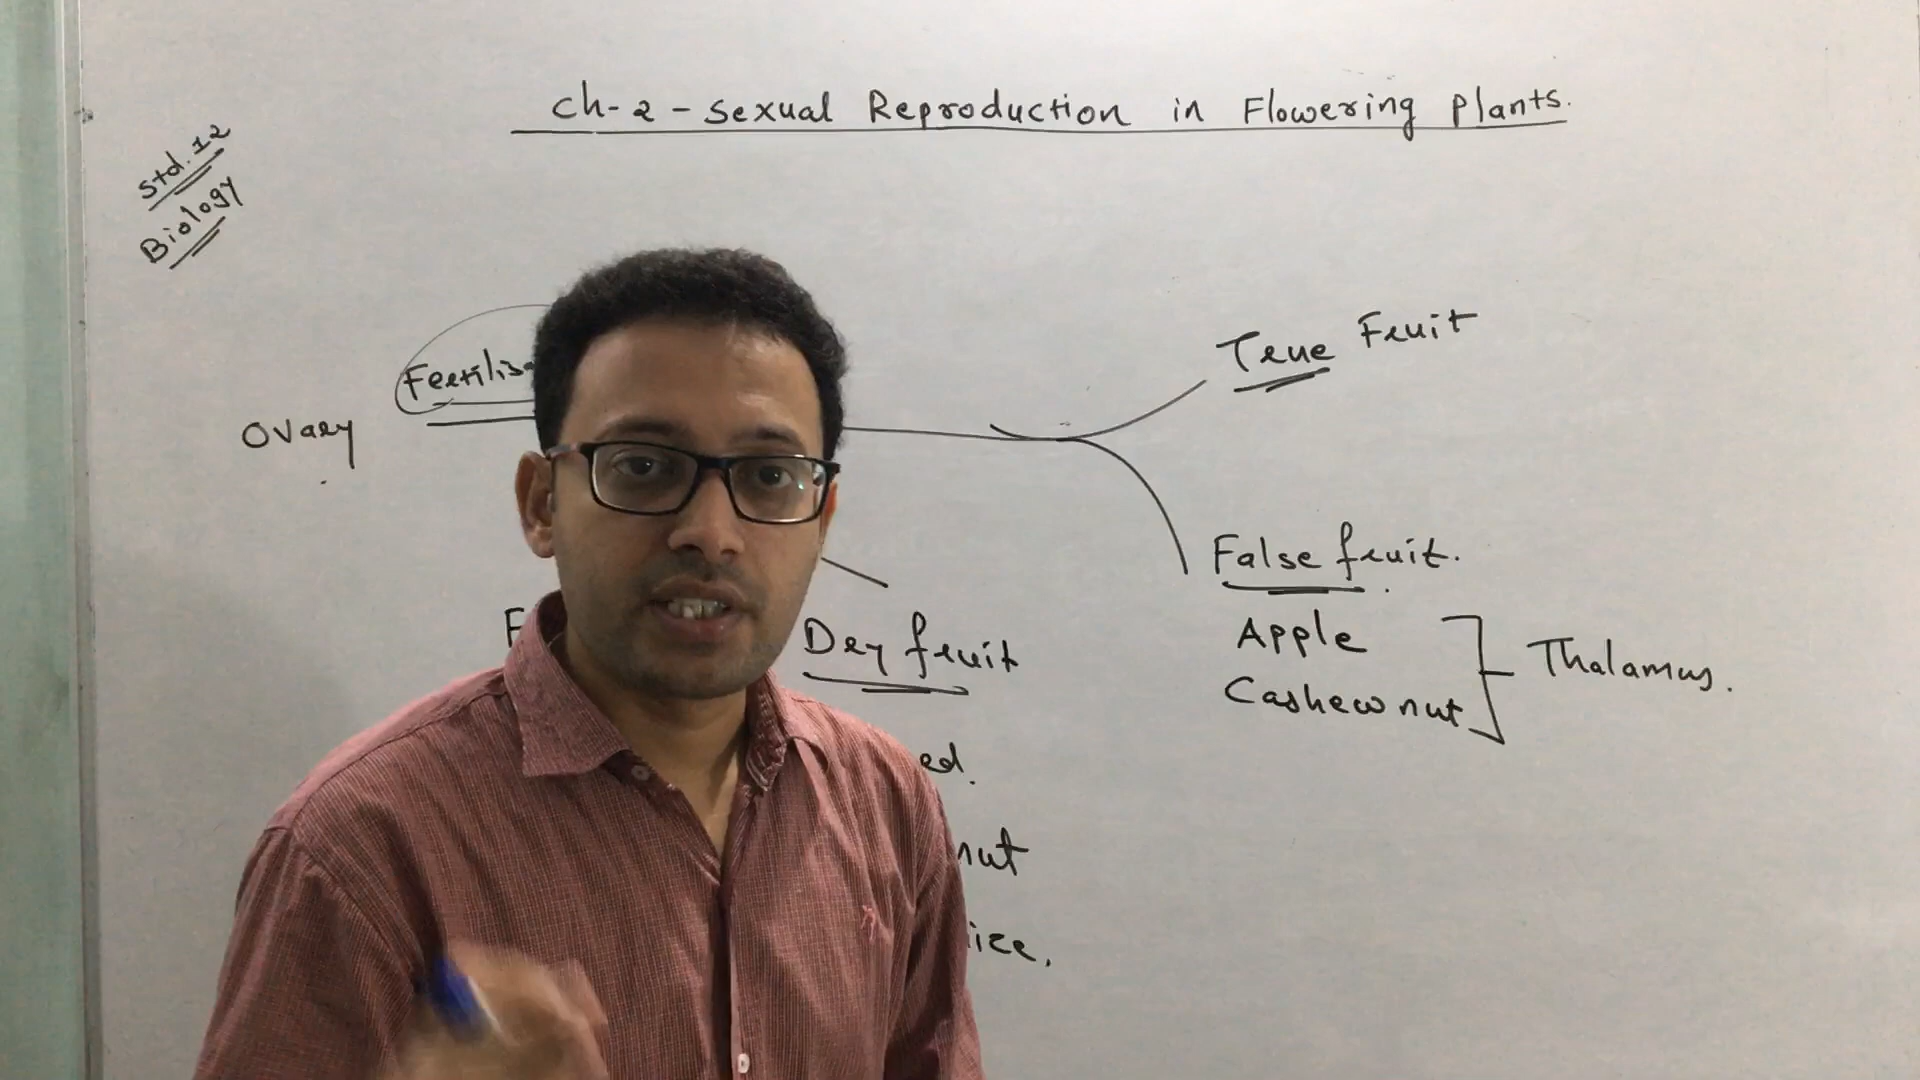 Ch-2 - Sexual Reproduction in Flowering Plants.
Std. 12
Biology
Fertilis
Ovary
True Fruit
False fruit.
Apple
Cashew nut
Thalamus.
F
Dry fruit
ed.
nut
ice.